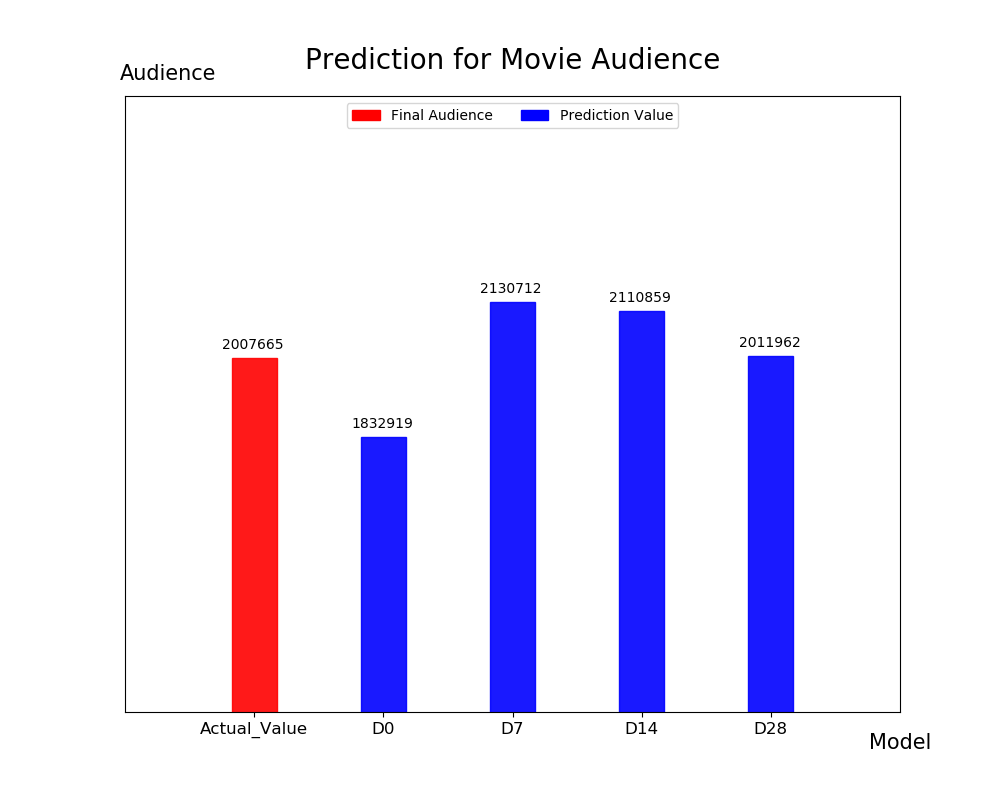 Prediction for Movie Audience
Audience
Final Audience Prediction Value
2130712
2110859
2007665
2011962
1832919
Actual_Value D0 D7 D14 D28
Model